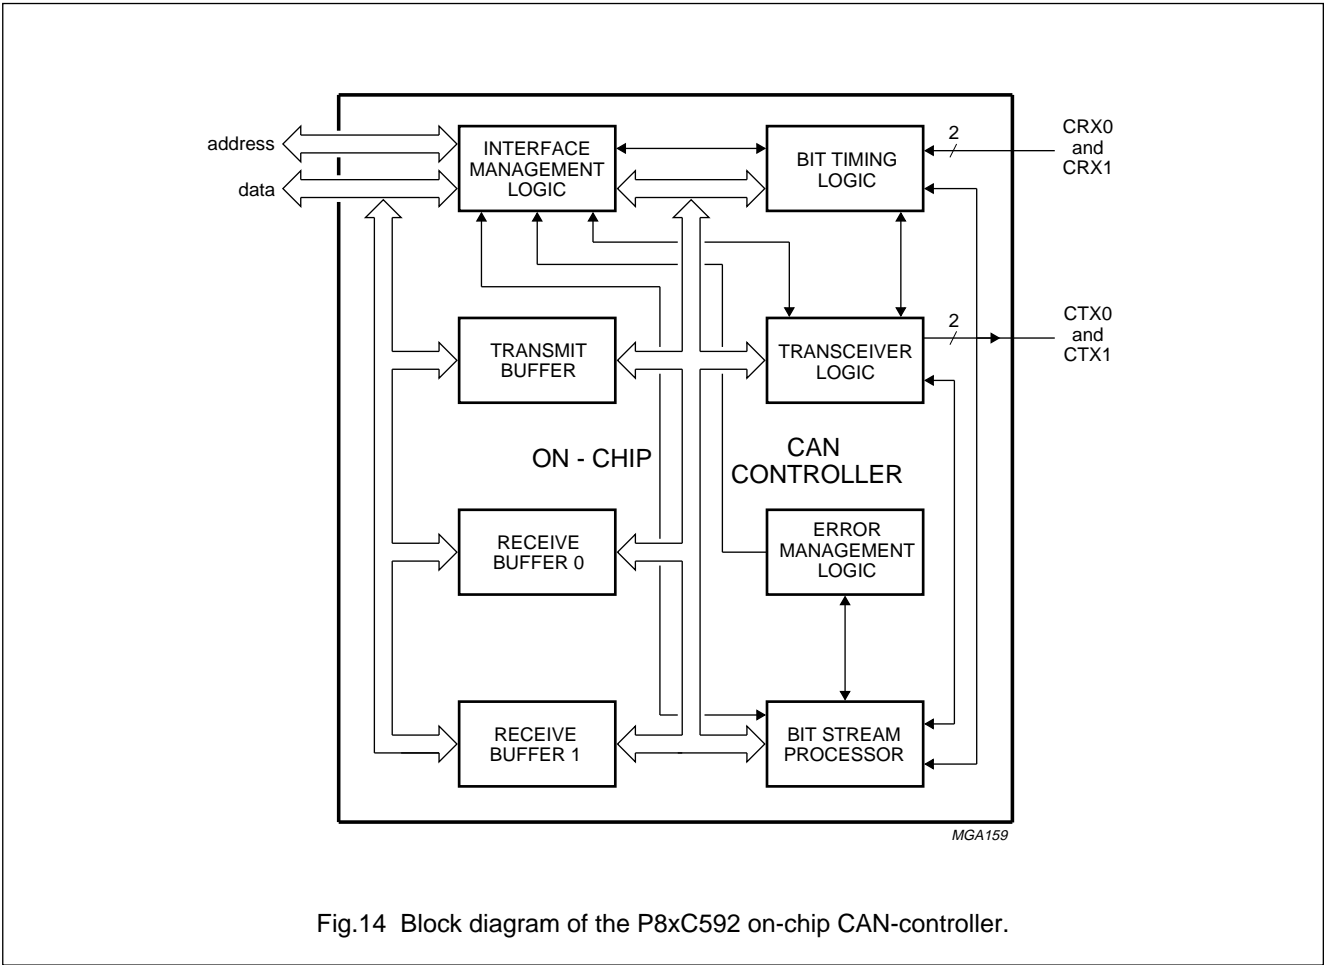 address
data
INTERFACE
MANAGEMENT
LOGIC
BIT TIMING
LOGIC
2
CRX0
and
CRX1
TRANSMIT
BUFFER
TRANSCEIVER
LOGIC
2
CTX0
and
CTX1
ON - CHIP
CAN
CONTROLLER
RECEIVE
BUFFER 0
ERROR
MANAGEMENT
LOGIC
RECEIVE
BUFFER 1
BIT STREAM
PROCESSOR
MGA159
Fig.14 Block diagram of the P8xC592 on-chip CAN-controller.